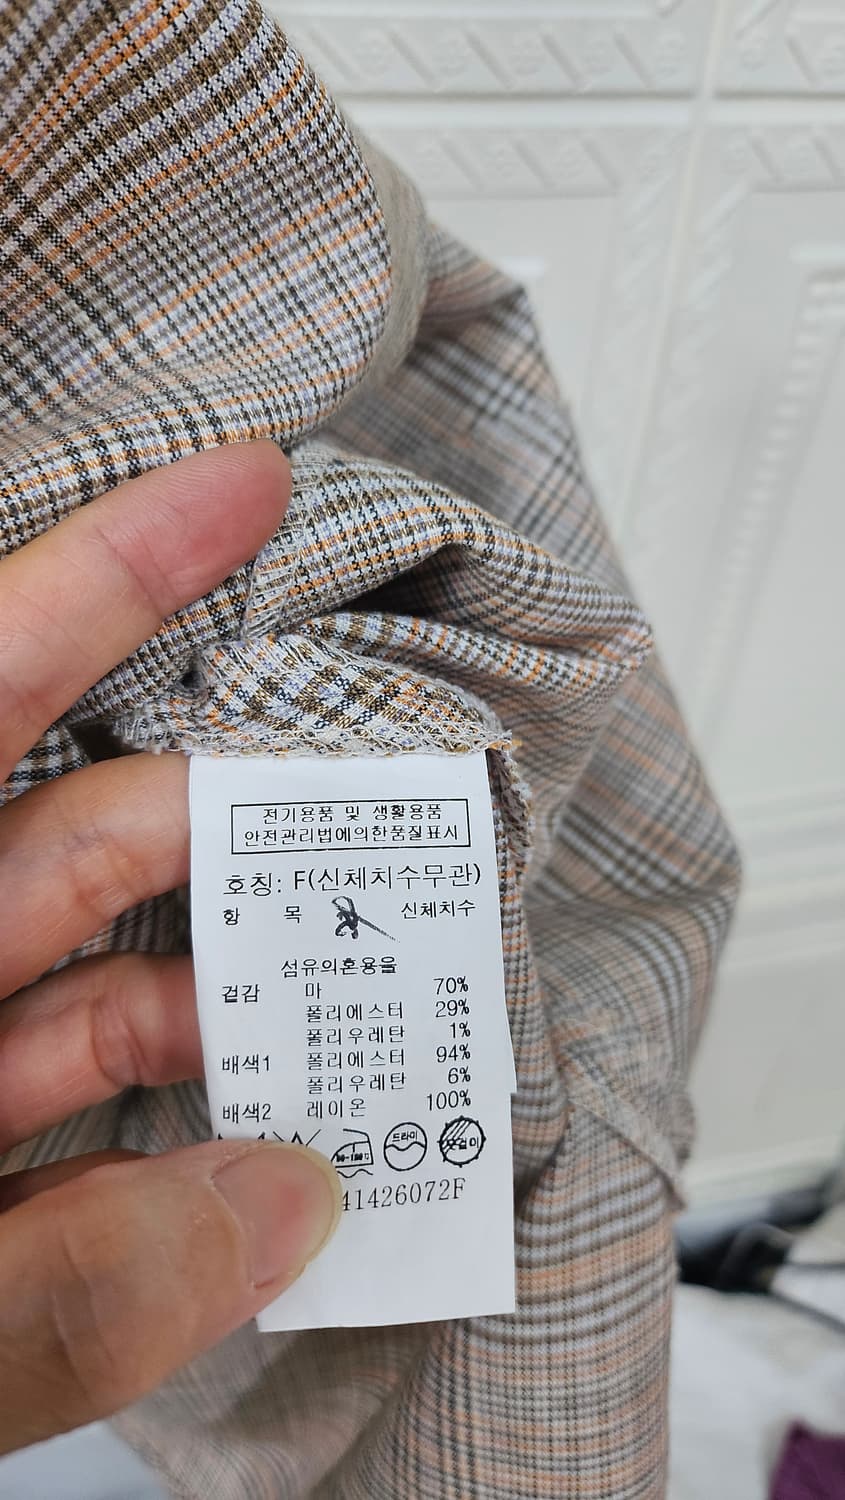 전기용품 및 생활용품
안전관리법에의한품질표시
호칭: F(신체치수무관)
항 목 신체치수
섬유의혼용율
겉감 마 70%
폴리에스터 29%
폴리우레탄 1%
배색1 폴리에스터 94%
폴리우레탄 6%
배색2 레이온 100%
드라이
옷걸이
41426072F